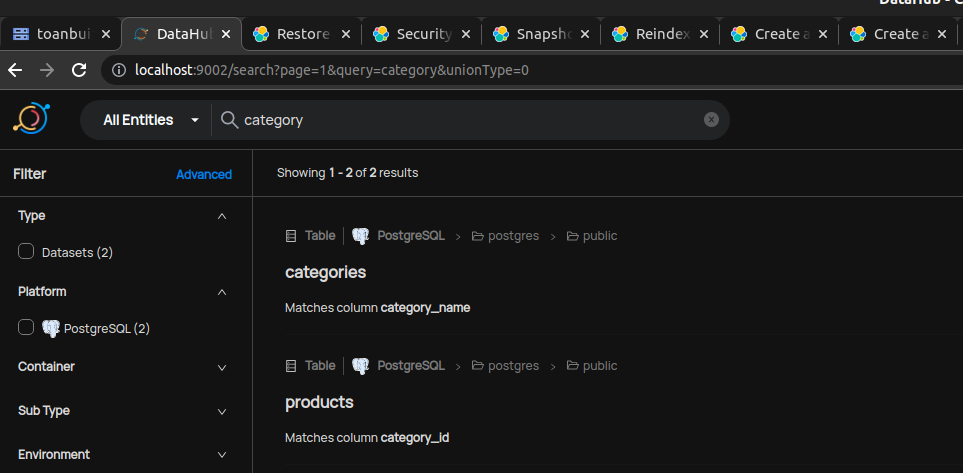 DataHub - C
toanbui
DataHub
Restore
Security
Snapsho
Reindex
Create a
Create a
localhost:9002/search?page=1&query=category&unionType=0
All Entities
category
Filter
Advanced
Showing 1 - 2 of 2 results
Type
Datasets (2)
Platform
PostgreSQL (2)
Container
Sub Type
Environment
Table PostgreSQL > postgres > public
categories
Matches column category_name
Table PostgreSQL > postgres > public
products
Matches column category_id